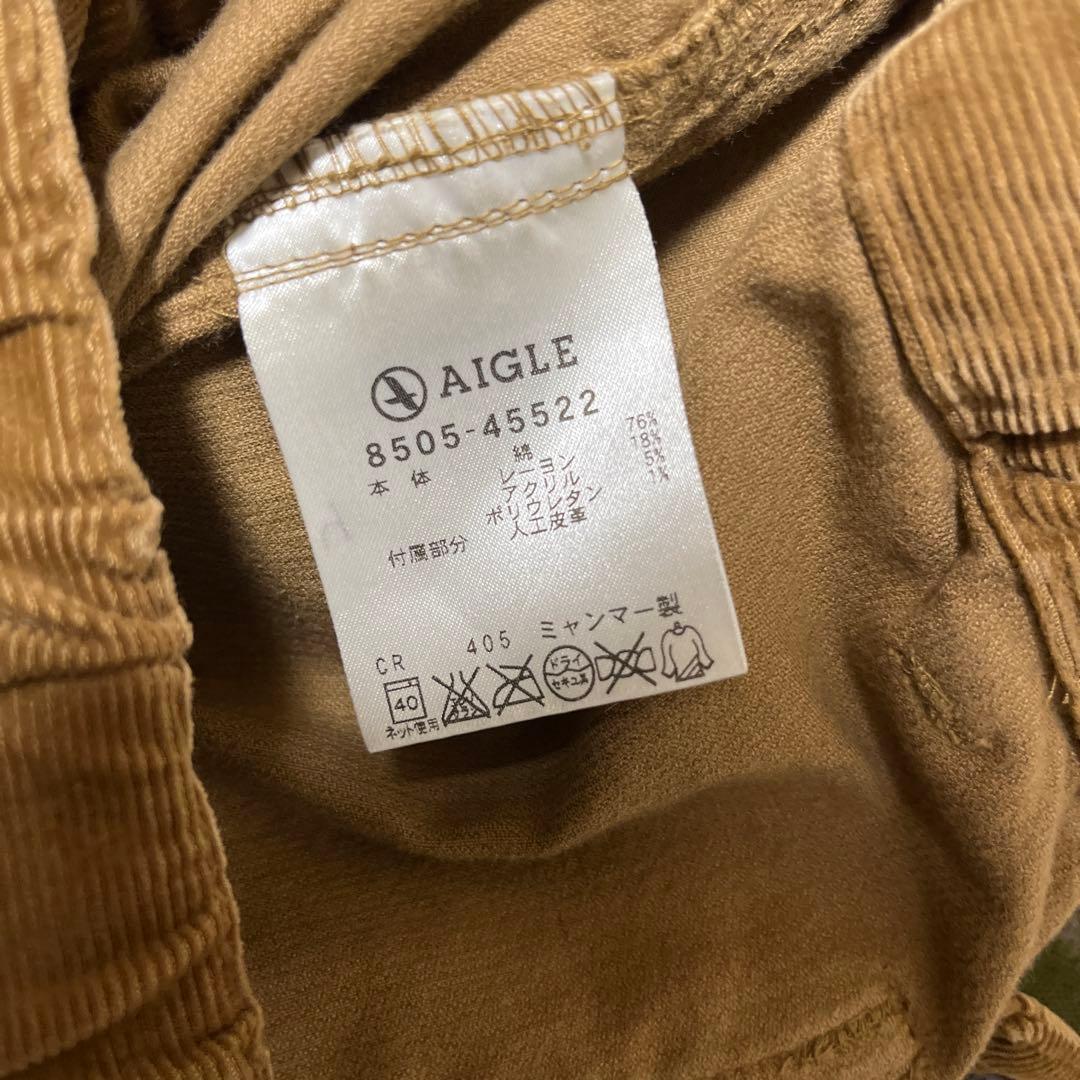 AIGLE
8505-45522
本体 綿 76%
レーヨン 18%
アクリル 5%
ポリウレタン 1%
付属部分 人工皮革
CR 405 ミャンマー製
40
ドライ
セキユ系
ネット使用